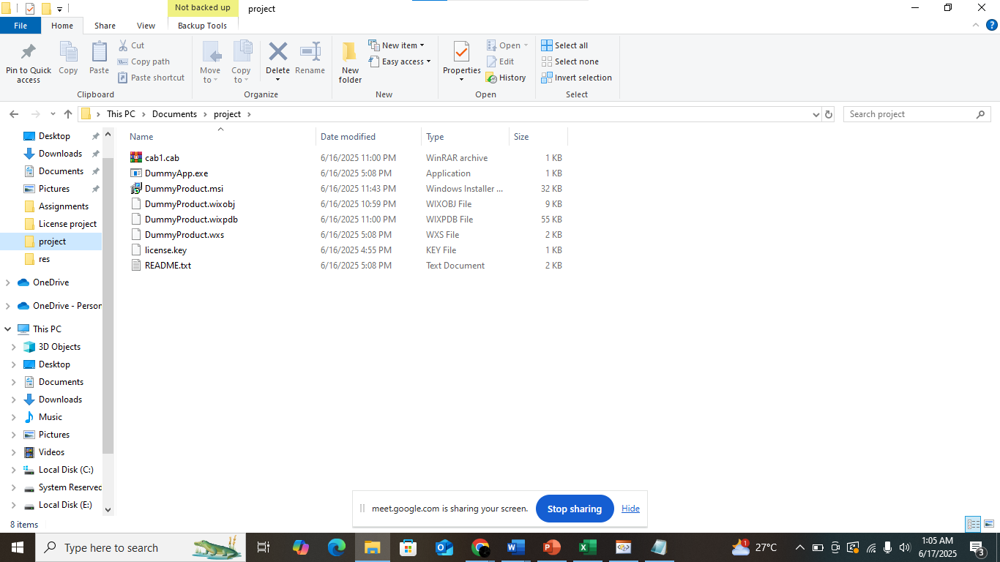 Not backed up
project
File
Home
Share
View
Backup Tools
Pin to Quick access
Copy
Paste
Cut
Copy path
Paste shortcut
Clipboard
Move to
Copy to
Delete
Rename
Organize
New folder
New item
Easy access
New
Properties
Open
Edit
History
Open
Select all
Select none
Invert selection
Select
This PC > Documents > project >
Search project
Desktop
Downloads
Documents
Pictures
Assignments
License project
project
res
OneDrive
OneDrive - Person
This PC
3D Objects
Desktop
Documents
Downloads
Music
Pictures
Videos
Local Disk (C:)
System Reserved
Local Disk (E:)
Name Date modified Type Size
cab1.cab 6/16/2025 11:00 PM WinRAR archive 1 KB
DummyApp.exe 6/16/2025 5:08 PM Application 1 KB
DummyProduct.msi 6/16/2025 11:43 PM Windows Installer ... 32 KB
DummyProduct.wixobj 6/16/2025 10:59 PM WIXOBJ File 9 KB
DummyProduct.wixpdb 6/16/2025 11:00 PM WIXPDB File 55 KB
DummyProduct.wxs 6/16/2025 5:08 PM WXS File 2 KB
license.key 6/16/2025 4:55 PM KEY File 1 KB
README.txt 6/16/2025 5:08 PM Text Document 2 KB
meet.google.com is sharing your screen. Stop sharing Hide
8 items
Type here to search
1
27°C
1:05 AM
6/17/2025
3